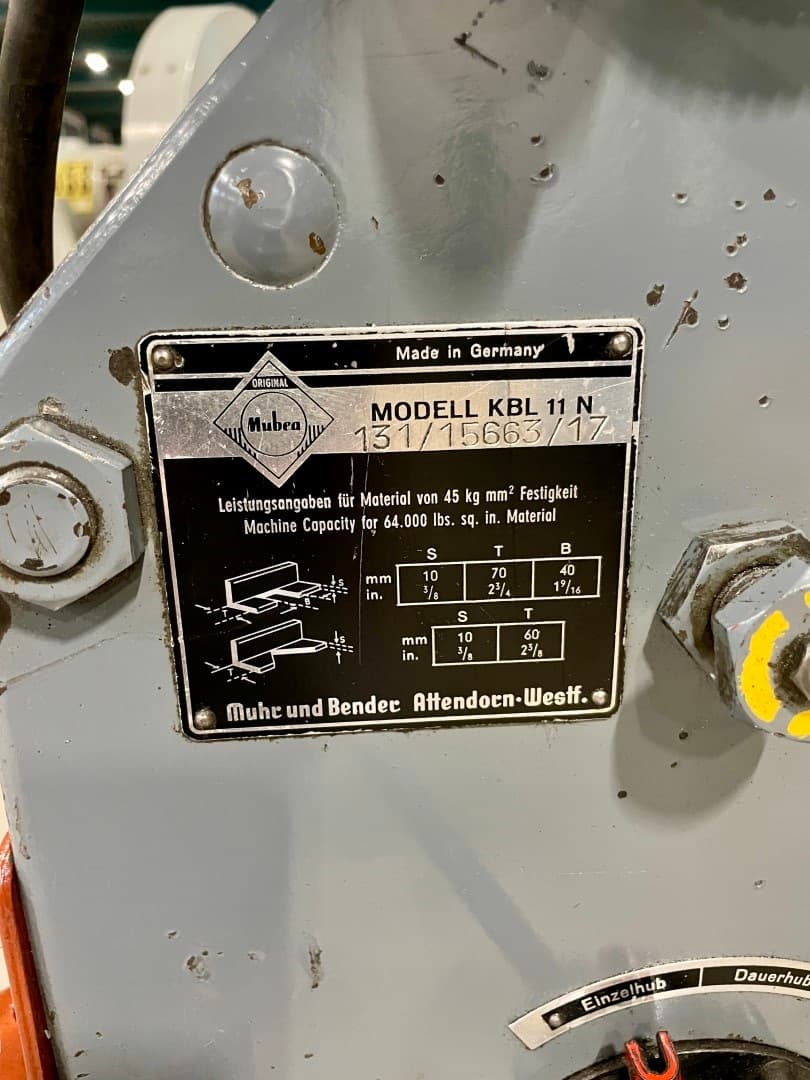 Made in Germany
ORIGINAL
Mubea
MODELL KBL 11 N
131/15663/17
Leistungsangaben für Material von 45 kg mm² Festigkeit
Machine Capacity for 64.000 lbs. sq. in. Material
S T B
mm 10 70 40
in. 3/8 2 3/4 1 9/16
S
B
T
S T
mm 10 60
in. 3/8 2 3/8
S
T
Muhr und Bender Attendorn-Westf.
Einzelhub | Dauerhub